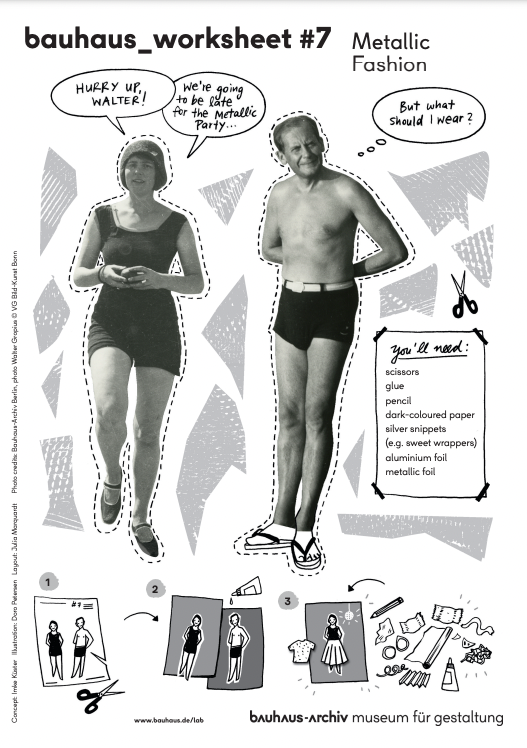 bauhaus_worksheet #7
Metallic
Fashion
HURRY UP,
WALTER!
We're going
to be late
for the Metallic
Party...
But what
should I wear?
you'll need:
scissors
glue
pencil
dark-coloured paper
silver snippets
(e.g. sweet wrappers)
aluminium foil
metallic foil
Concept: Imke Küster Illustration: Doro Petersen Layout: Julia Marquardt Photo credits: Bauhaus-Archiv Berlin, photo Walter Gropius © VG Bild-Kunst Bonn
1
2
3
#7
www.bauhaus.de/lab
bauhaus-archiv museum für gestaltung